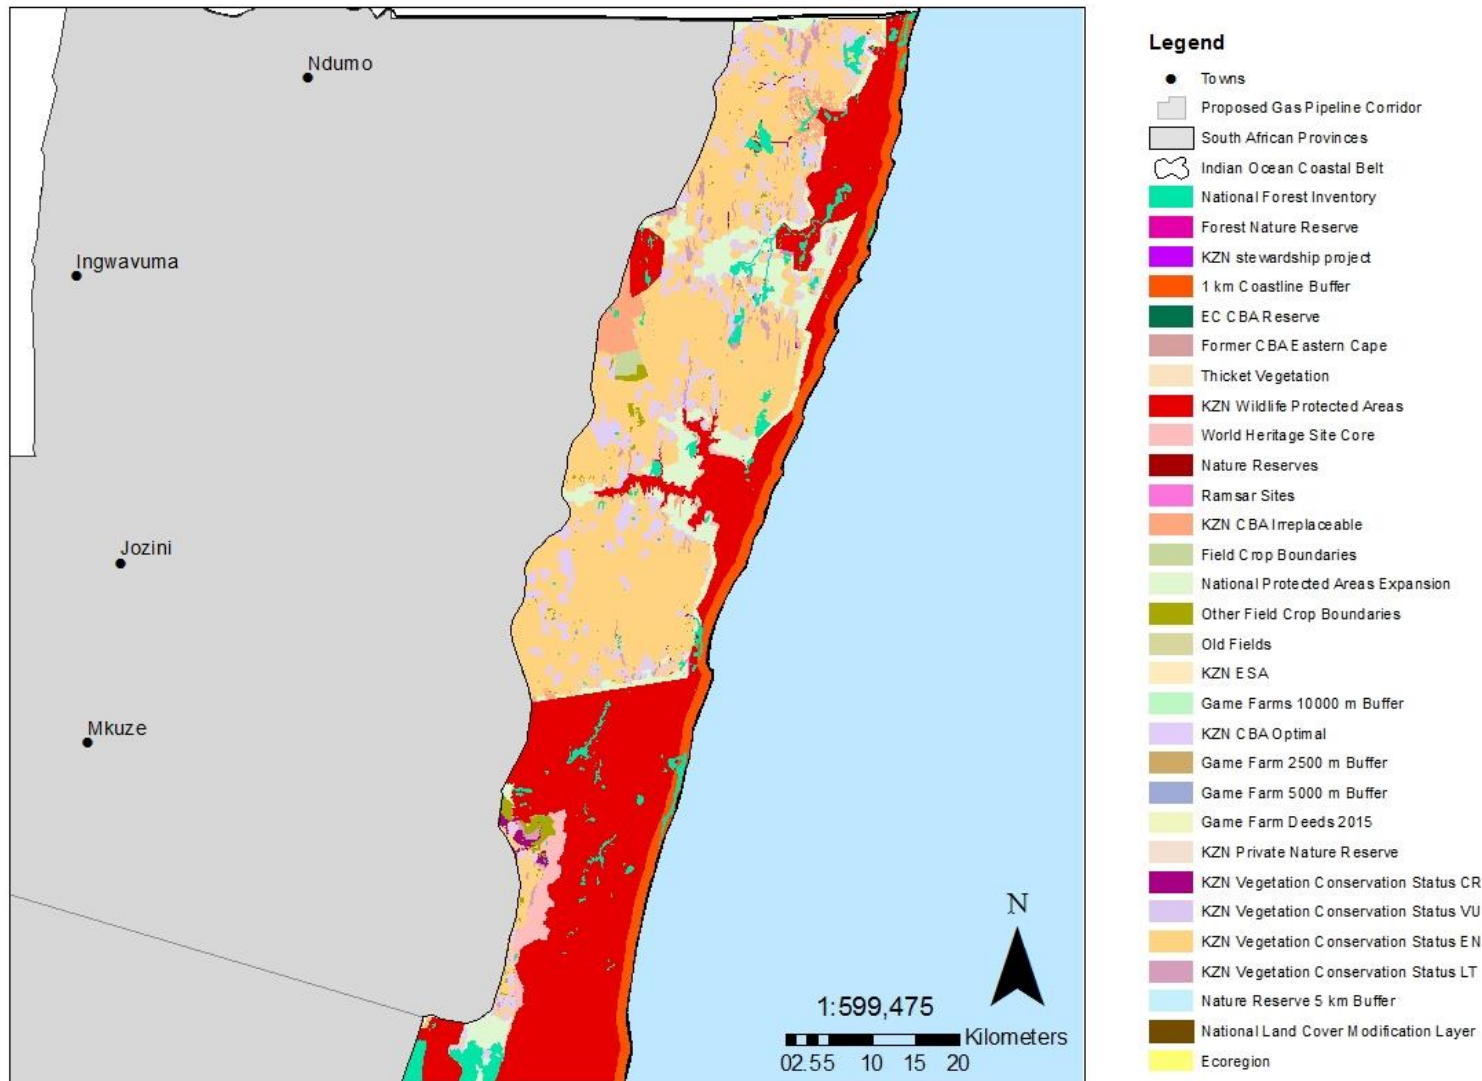 Ndumo
Ingwavuma
Jozini
Mkuze
N
1:599,475
Kilometers
02.55 10 15 20
Legend
Towns
Proposed Gas Pipeline Corridor
South African Provinces
Indian Ocean Coastal Belt
National Forest Inventory
Forest Nature Reserve
KZN stewardship project
1 km Coastline Buffer
EC CBA Reserve
Former CBA Eastern Cape
Thicket Vegetation
KZN Wildlife Protected Areas
World Heritage Site Core
Nature Reserves
Ramsar Sites
KZN CBA Irreplaceable
Field Crop Boundaries
National Protected Areas Expansion
Other Field Crop Boundaries
Old Fields
KZN ESA
Game Farms 10000 m Buffer
KZN CBA Optimal
Game Farm 2500 m Buffer
Game Farm 5000 m Buffer
Game Farm Deeds 2015
KZN Private Nature Reserve
KZN Vegetation Conservation Status CR
KZN Vegetation Conservation Status VU
KZN Vegetation Conservation Status EN
KZN Vegetation Conservation Status LT
Nature Reserve 5 km Buffer
National Land Cover Modification Layer
Ecoregion